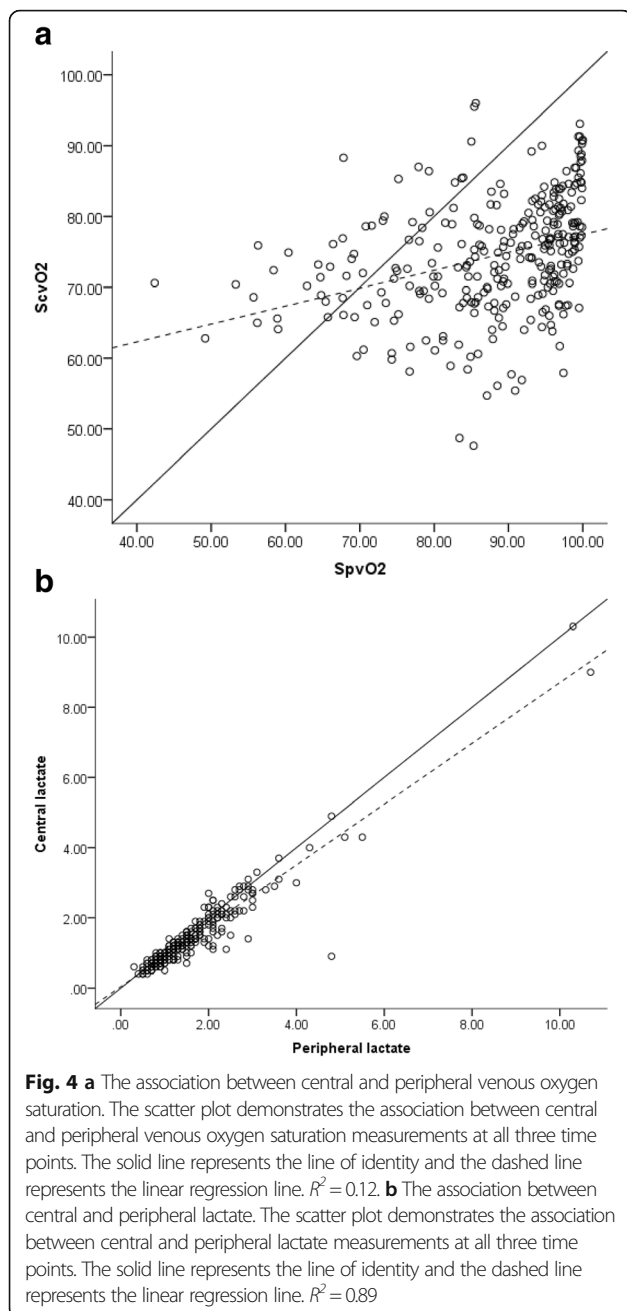 a
100.00
90.00
80.00
ScvO2
70.00
60.00
50.00
40.00
40.00 50.00 60.00 70.00 80.00 90.00 100.00
SpvO2
b
10.00
8.00
Central lactate
6.00
4.00
2.00
.00
.00 2.00 4.00 6.00 8.00 10.00
Peripheral lactate
Fig. 4 a The association between central and peripheral venous oxygen
saturation. The scatter plot demonstrates the association between central
and peripheral venous oxygen saturation measurements at all three time
points. The solid line represents the line of identity and the dashed line
represents the linear regression line. R² = 0.12. b The association between
central and peripheral lactate. The scatter plot demonstrates the association
between central and peripheral lactate measurements at all three time
points. The solid line represents the line of identity and the dashed line
represents the linear regression line. R² = 0.89